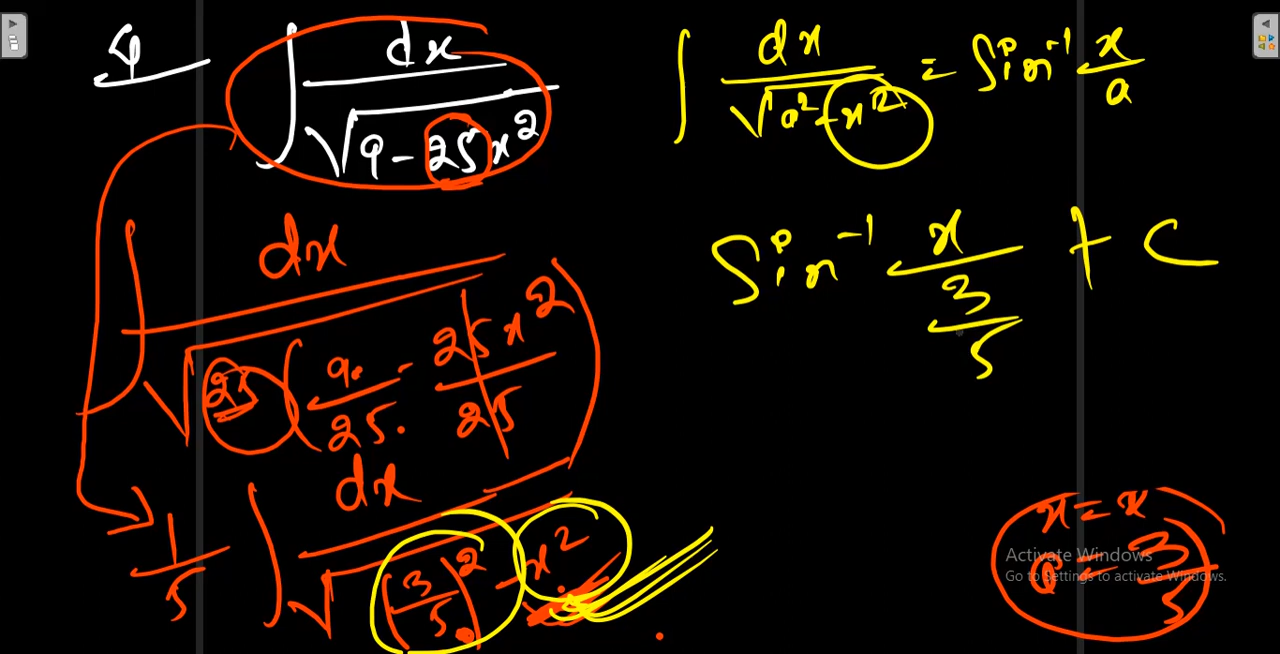 Q ∫ dx / √(9 - 25x²)
∫ dx / √(a² - x²) = Sin⁻¹ x/a
∫ dx / √(25 (9/25 - 25x²/25))
Sin⁻¹ x / (3/5) + C
1/5 ∫ dx / √((3/5)² - x²)
x = x
a = 3/5
Activate Windows
Go to Settings to activate Windows.